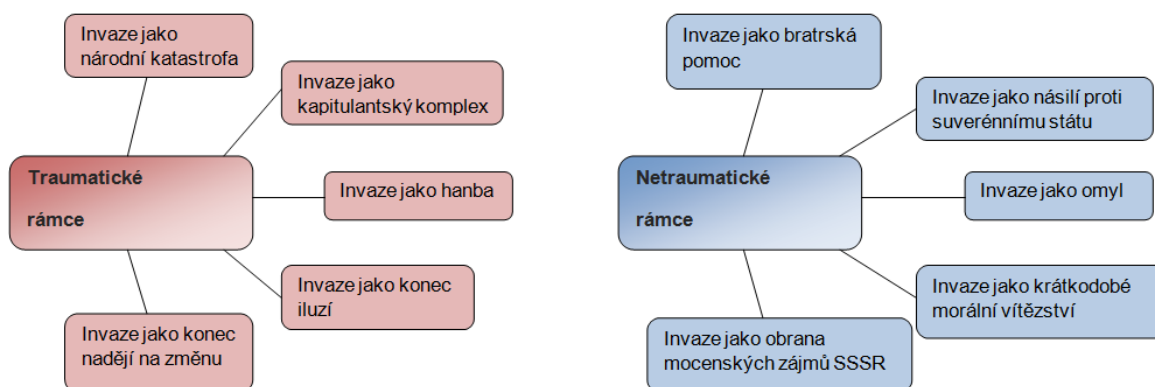 Invaze jako
národní katastrofa
Invaze jako
kapitulantský komplex
Traumatické
rámce
Invaze jako hanba
Invaze jako konec
iluzí
Invaze jako konec
nadějí na změnu
Invaze jako bratrská
pomoc
Invaze jako násilí proti
suverénnímu státu
Netraumatické
rámce
Invaze jako omyl
Invaze jako krátkodobé
morální vítězství
Invaze jako obrana
mocenských zájmů SSSR